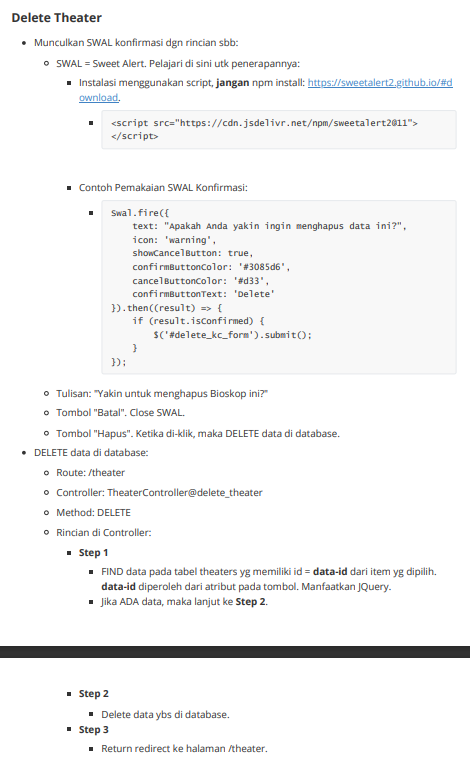 Delete Theater
Munculkan SWAL konfirmasi dgn rincian sbb:
SWAL = Sweet Alert. Pelajari di sini utk penerapannya:
Instalasi menggunakan script, jangan npm install: https://sweetalert2.github.io/#d
ownload.
<script src="https://cdn.jsdelivr.net/npm/sweetalert2@11">
</script>
Contoh Pemakaian SWAL Konfirmasi:
Swal.fire({
text: "Apakah Anda yakin ingin menghapus data ini?",
icon: 'warning',
showCancelButton: true,
confirmButtonColor: '#3085d6',
cancelButtonColor: '#d33',
confirmButtonText: 'Delete'
}).then((result) => {
if (result.isConfirmed) {
$('#delete_kc_form').submit();
}
});
Tulisan: "Yakin untuk menghapus Bioskop ini?"
Tombol "Batal". Close SWAL.
Tombol "Hapus". Ketika di-klik, maka DELETE data di database.
DELETE data di database:
Route: /theater
Controller: TheaterController@delete_theater
Method: DELETE
Rincian di Controller:
Step 1
FIND data pada tabel theaters yg memiliki id = data-id dari item yg dipilih.
data-id diperoleh dari atribut pada tombol. Manfaatkan JQuery.
Jika ADA data, maka lanjut ke Step 2.
Step 2
Delete data ybs di database.
Step 3
Return redirect ke halaman /theater.